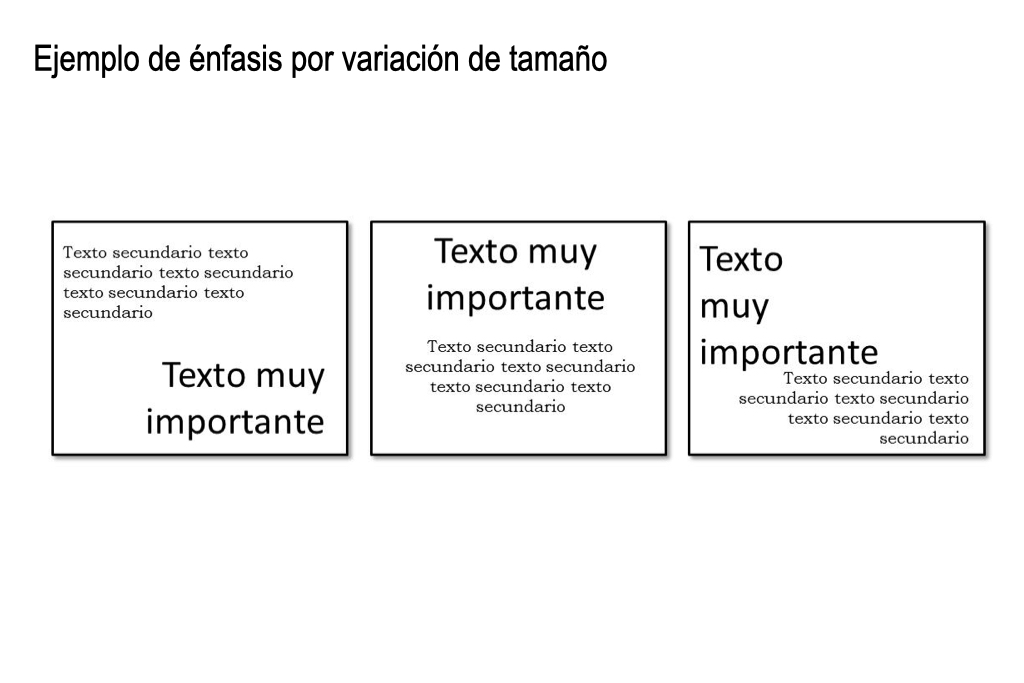 Ejemplo de énfasis por variación de tamaño
Texto secundario texto
secundario texto secundario
texto secundario texto
secundario
Texto muy
importante
Texto muy
importante
Texto secundario texto
secundario texto secundario
texto secundario texto
secundario
Texto
muy
importante
Texto secundario texto
secundario texto secundario
texto secundario texto
secundario